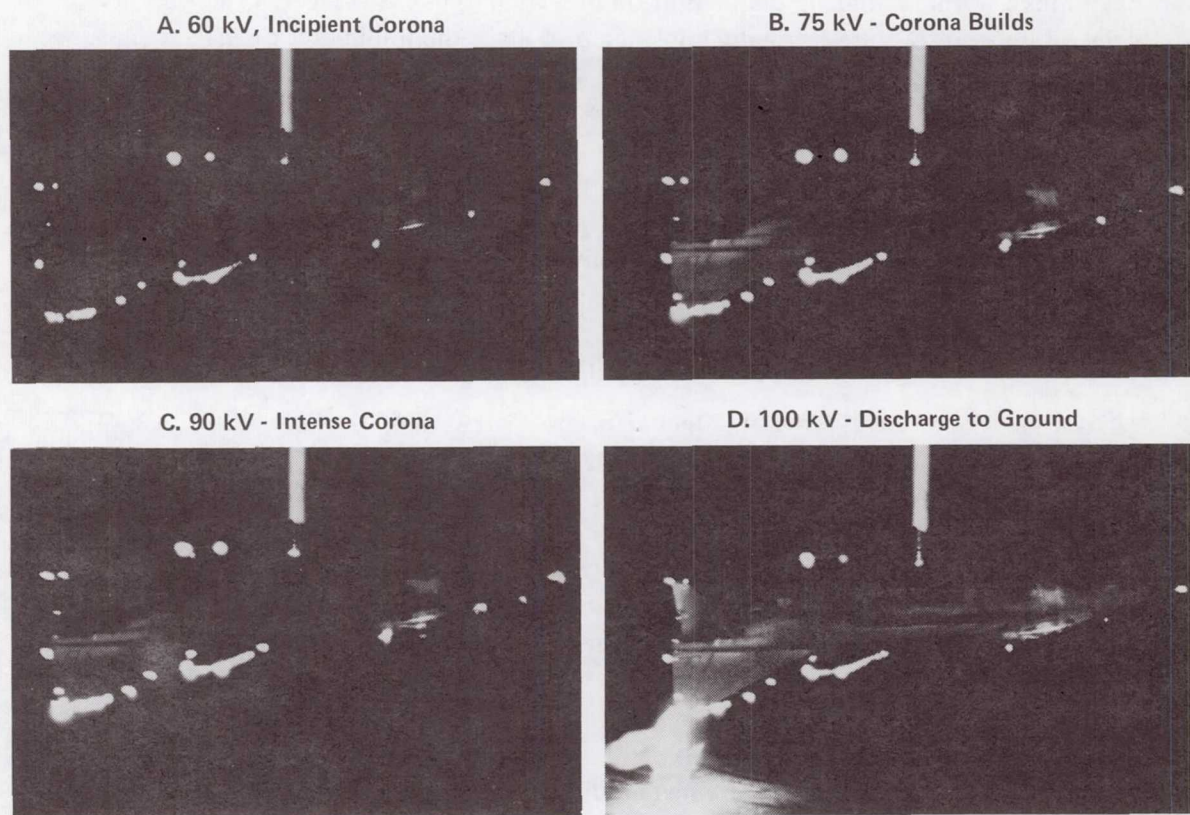 A. 60 kV, Incipient Corona
B. 75 kV - Corona Builds
C. 90 kV - Intense Corona
D. 100 kV - Discharge to Ground